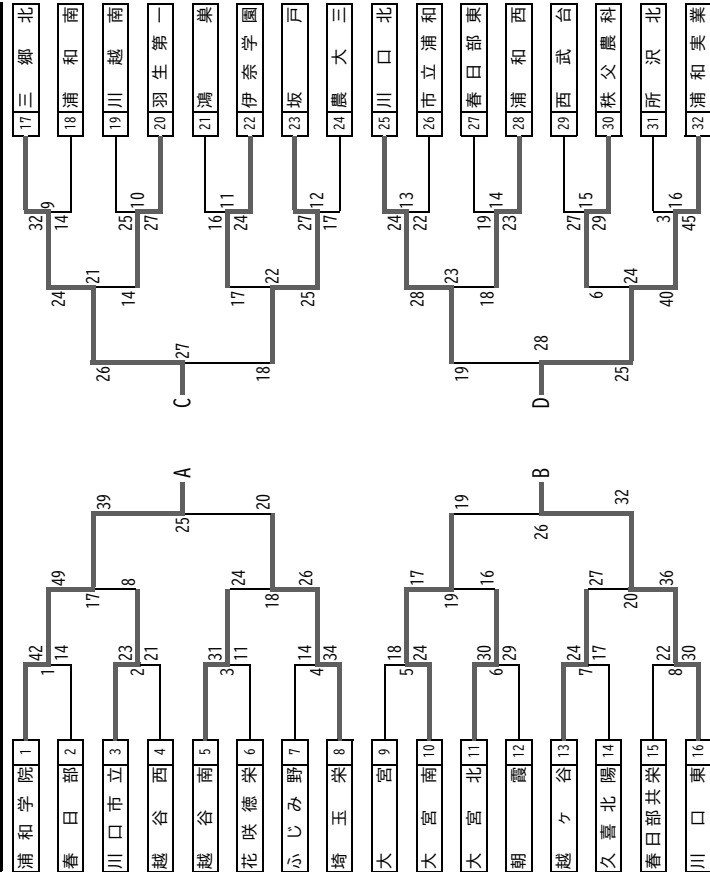 17 三郷北
18 浦和南
19 川越南
20 羽生第一
21 鴻巣
22 伊奈学園
23 坂戸
24 農大三
25 川口北
26 市立浦和
27 春日部東
28 浦和西
29 西武台
30 秩父農科
31 所沢北
32 浦和実業
32 9 14
25 10 27
16 11 24
27 12 17
24 13 22
19 14 23
27 15 29
3 16 45
24 21 14
17 22 25
28 23 18
6 24 40
26 27 18
19 28 25
C
D
A
B
39 25 20
19 26 32
49 17 8
24 18 26
17 19 16
27 20 36
42 1 14
23 2 21
31 3 11
14 4 34
18 5 24
30 6 29
24 7 17
22 8 30
浦和学院 1
春日部 2
川口市立 3
越谷西 4
越谷南 5
花咲徳栄 6
ふじみ野 7
埼玉栄 8
大宮 9
大宮南 10
大宮北 11
朝霞 12
越ヶ谷 13
久喜北陽 14
春日部共栄 15
川口東 16